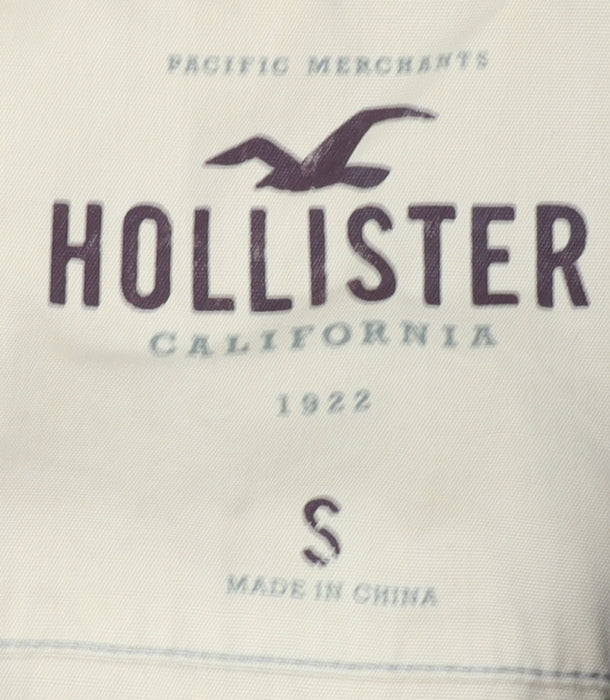 PACIFIC MERCHANTS
HOLLISTER
CALIFORNIA
1922
S
MADE IN CHINA